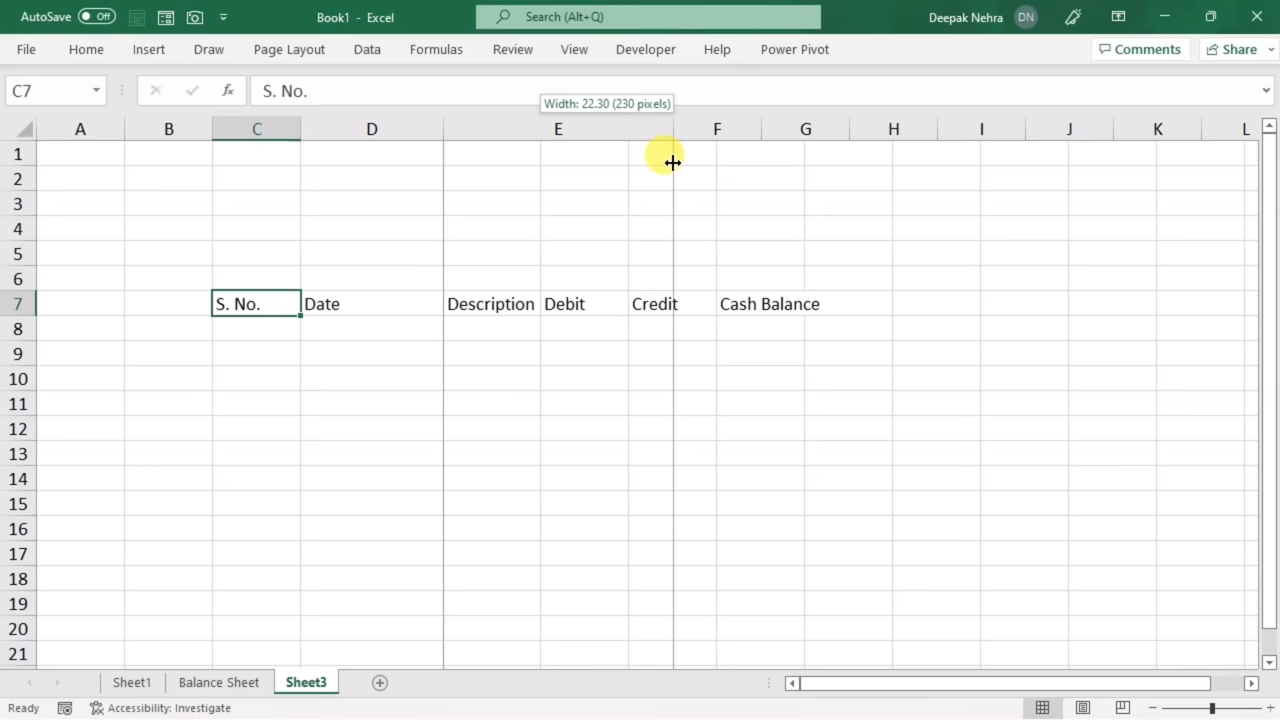 AutoSave Off Book1 - Excel Search (Alt+Q) Deepak Nehra DN
File Home Insert Draw Page Layout Data Formulas Review View Developer Help Power Pivot Comments Share
C7 fx S. No.
Width: 22.30 (230 pixels)
A B C D E F G H I J K L
1
2
3
4
5
6
7 S. No. Date Description Debit Credit Cash Balance
8
9
10
11
12
13
14
15
16
17
18
19
20
21
Sheet1 Balance Sheet Sheet3
Ready Accessibility: Investigate